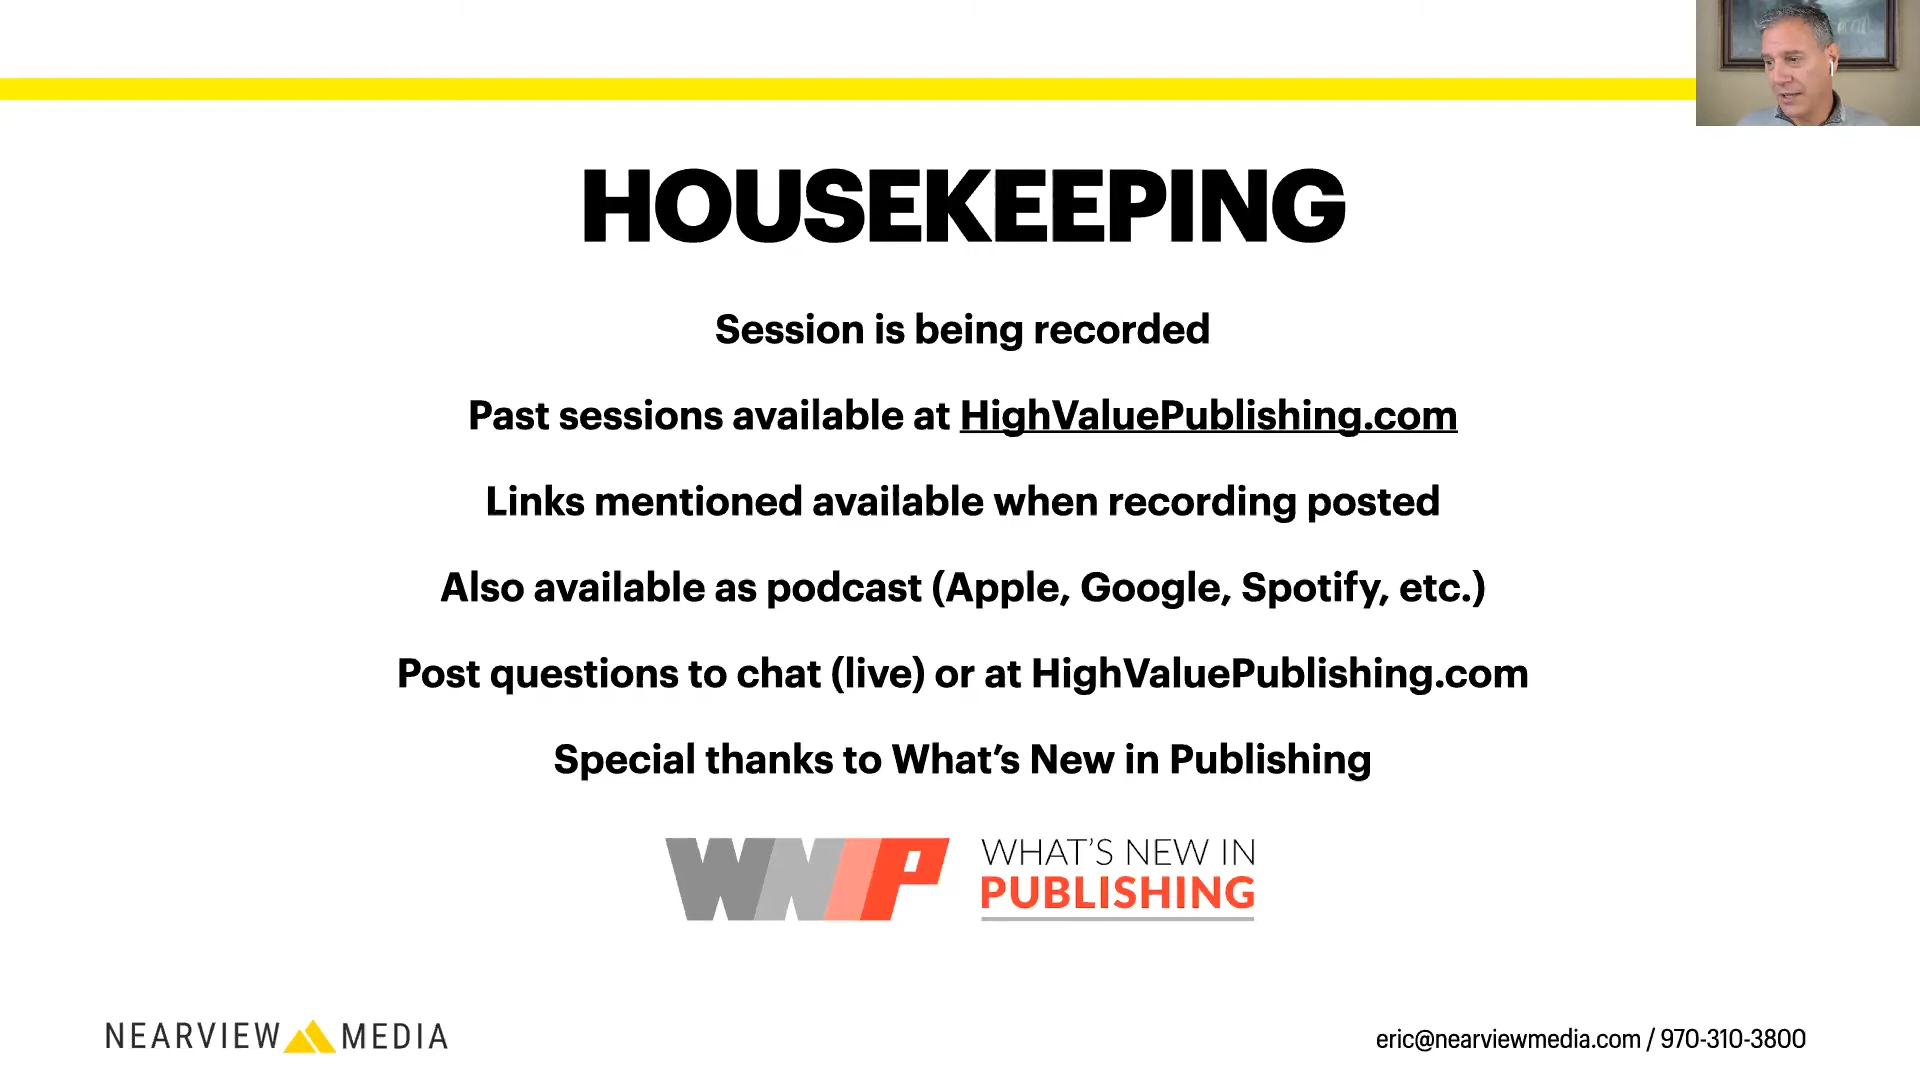 HOUSEKEEPING
Session is being recorded
Past sessions available at HighValuePublishing.com
Links mentioned available when recording posted
Also available as podcast (Apple, Google, Spotify, etc.)
Post questions to chat (live) or at HighValuePublishing.com
Special thanks to What’s New in Publishing
WNIP
WHAT’S NEW IN
PUBLISHING
NEARVIEW MEDIA
eric@nearviewmedia.com / 970-310-3800